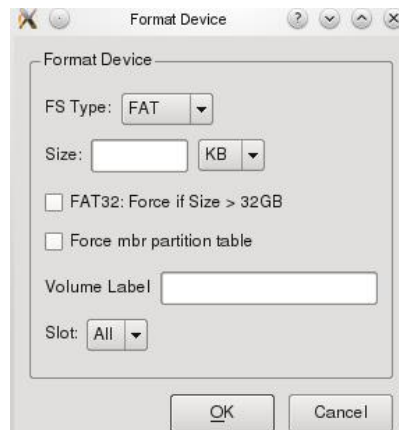 Format Device
Format Device
FS Type: FAT
Size: KB
FAT32: Force if Size > 32GB
Force mbr partition table
Volume Label
Slot: All
OK Cancel